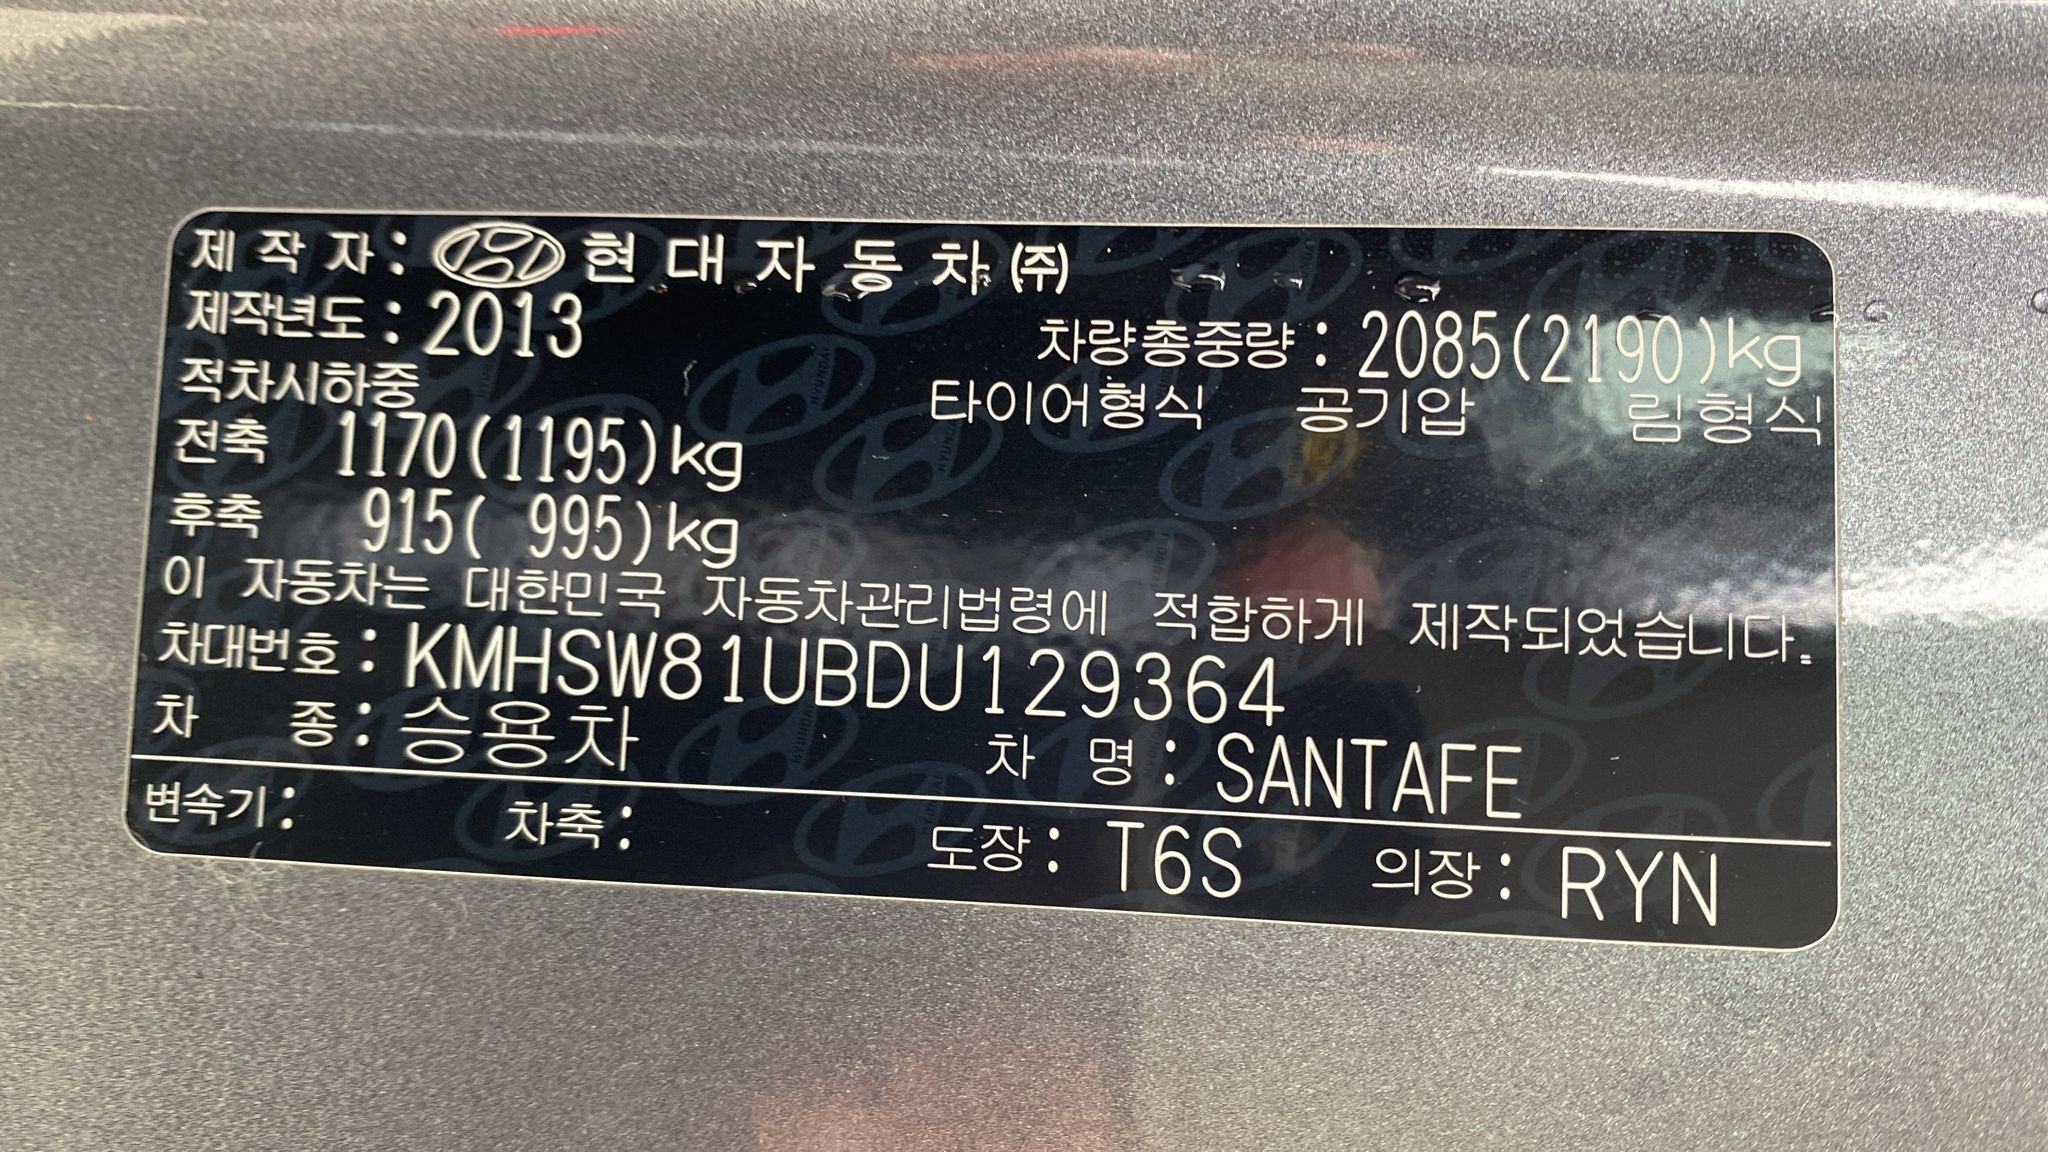 제 작 자 : 현 대 자 동 차 ㈜
제작년도 : 2013
차량총중량 : 2085(2190)kg
적차시하중
타이어형식 공기압 림형식
전축 1170(1195)kg
후축 915( 995)kg
이 자동차는 대한민국 자동차관리법령에 적합하게 제작되었습니다.
차대번호 : KMHSW81UBDU129364
차 종 : 승용차
차 명 : SANTAFE
변속기 : 차축 : 도장 : T6S 의장 : RYN